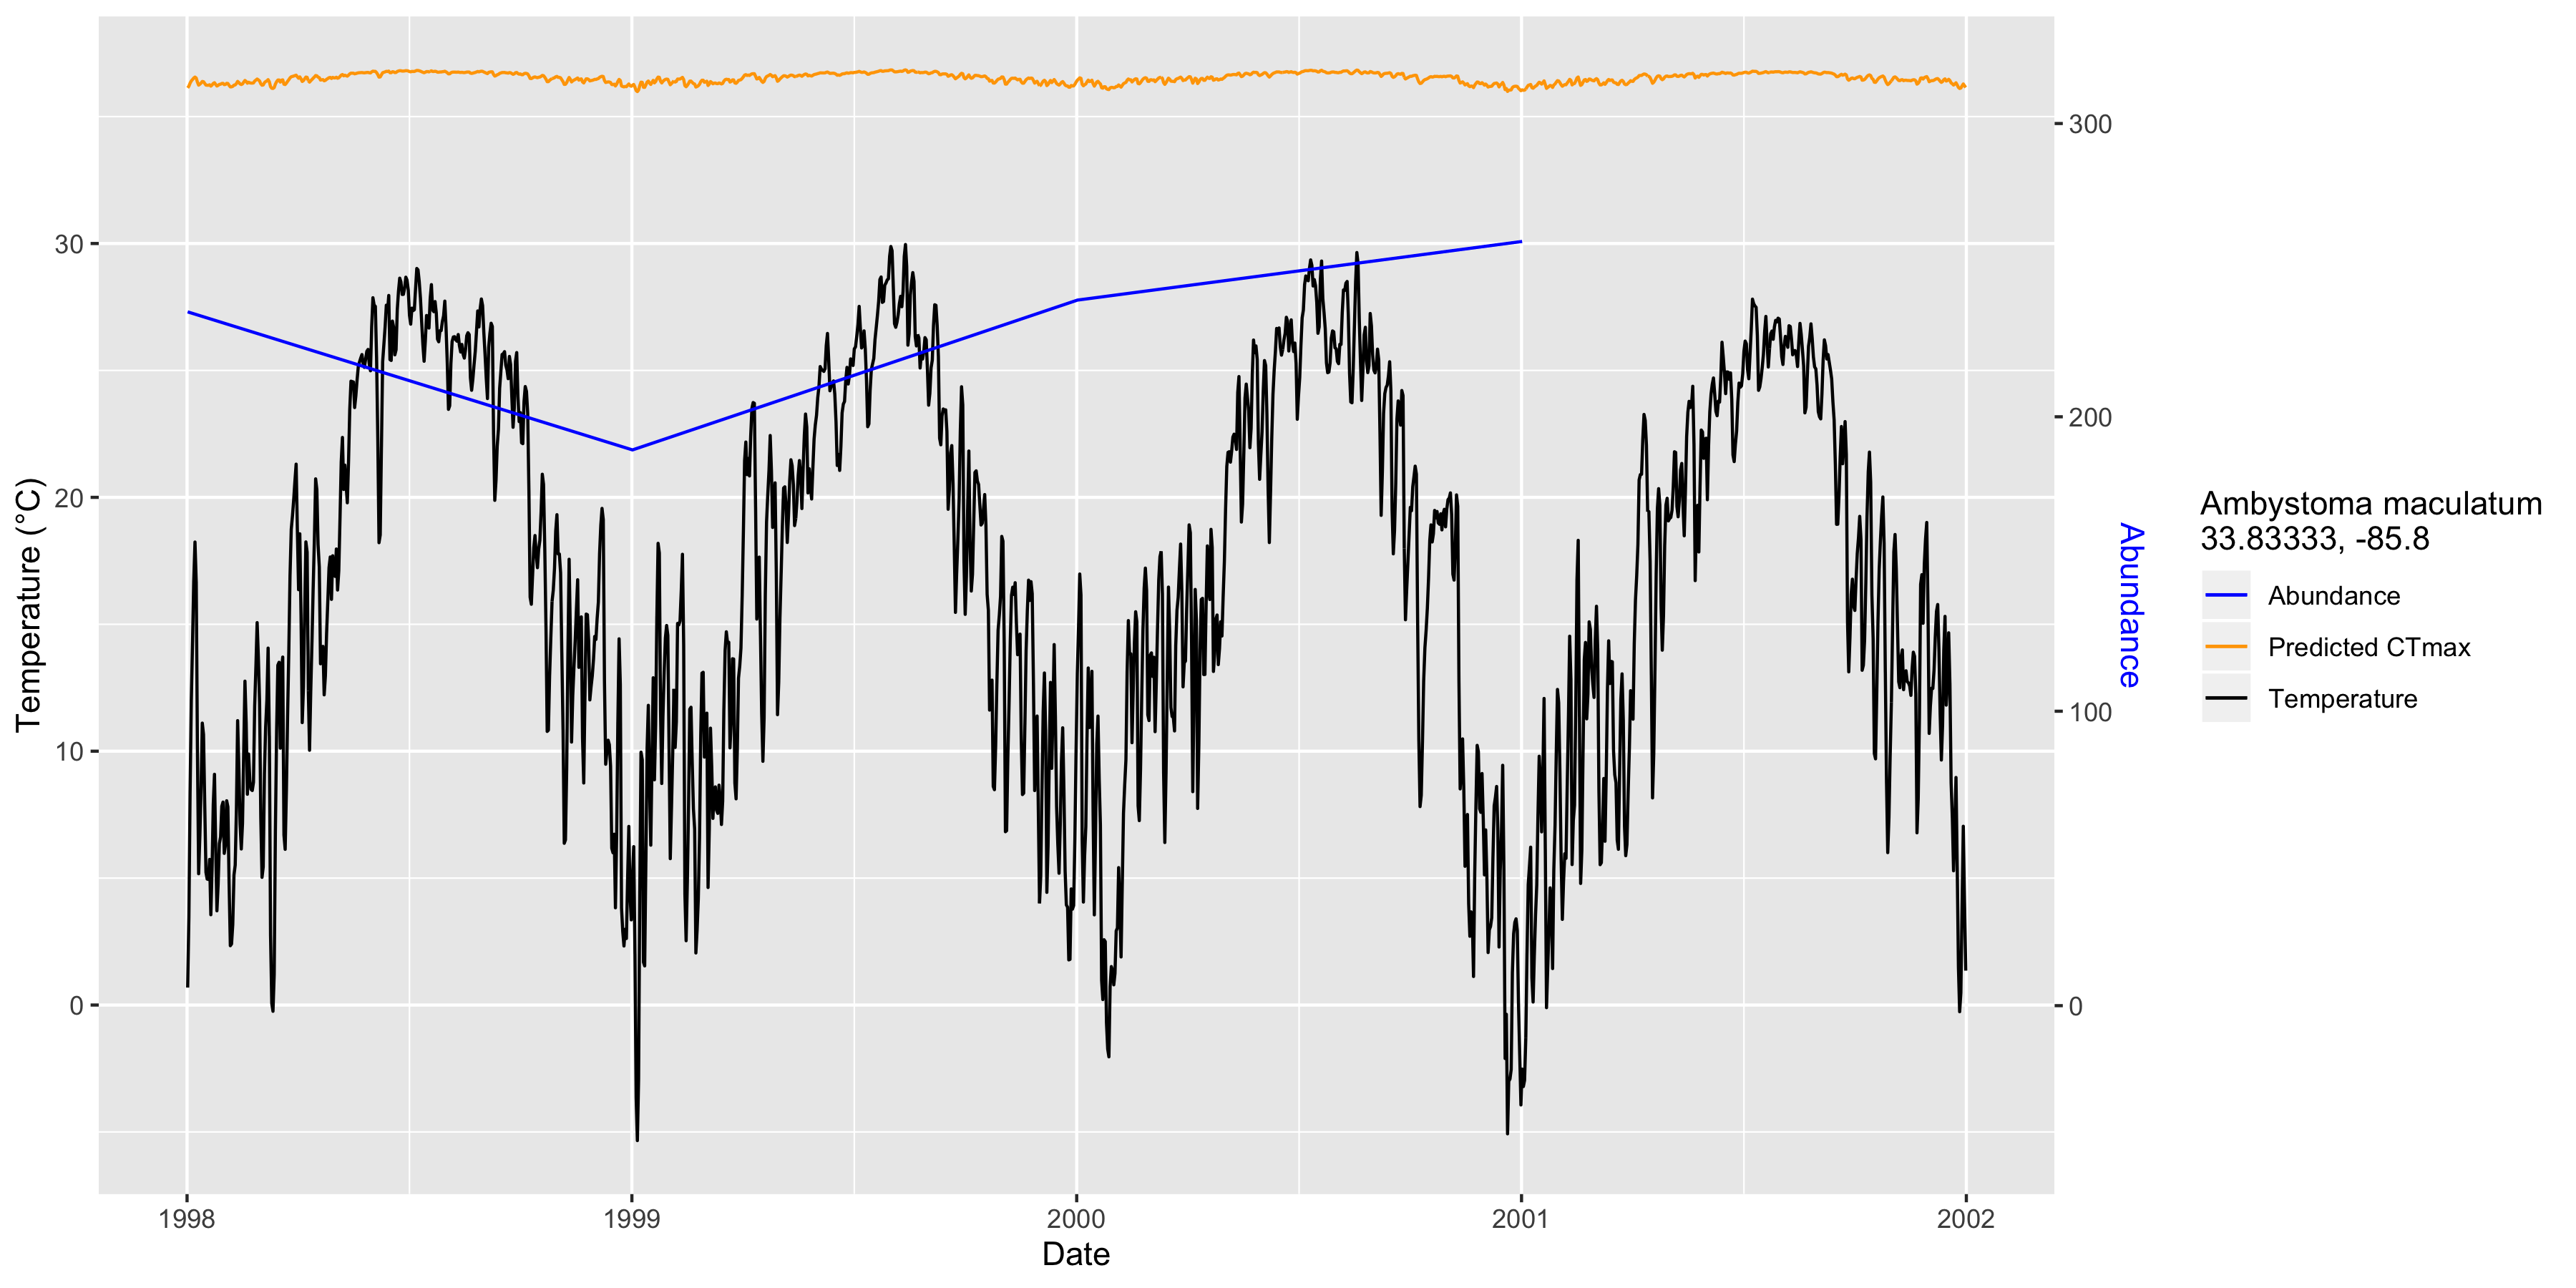 Temperature (°C)
30
20
10
0
1998
1999
2000
2001
2002
Date
300
200
100
0
Abundance
Ambystoma maculatum
33.83333, -85.8
Abundance
Predicted CTmax
Temperature